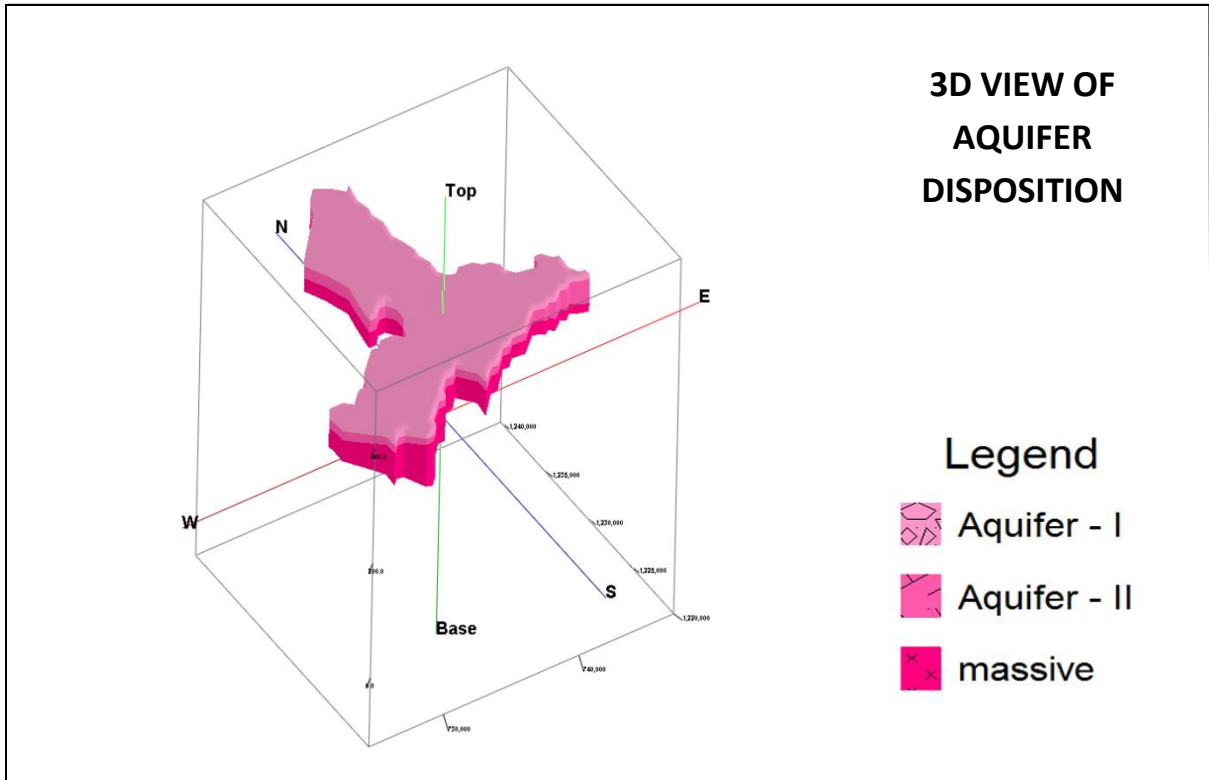 3D VIEW OF
AQUIFER
DISPOSITION
Top
N
E
W
S
Base
1,240,000
1,235,000
1,230,000
1,225,000
1,220,000
740,000
730,000
Legend
Aquifer - I
Aquifer - II
massive